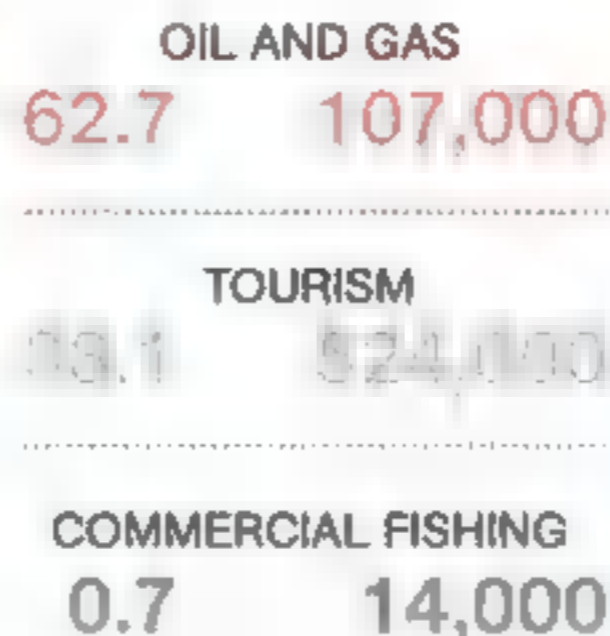 OIL AND GAS
62.7 107,000
TOURISM
COMMERCIAL FISHING
0.7 14,000